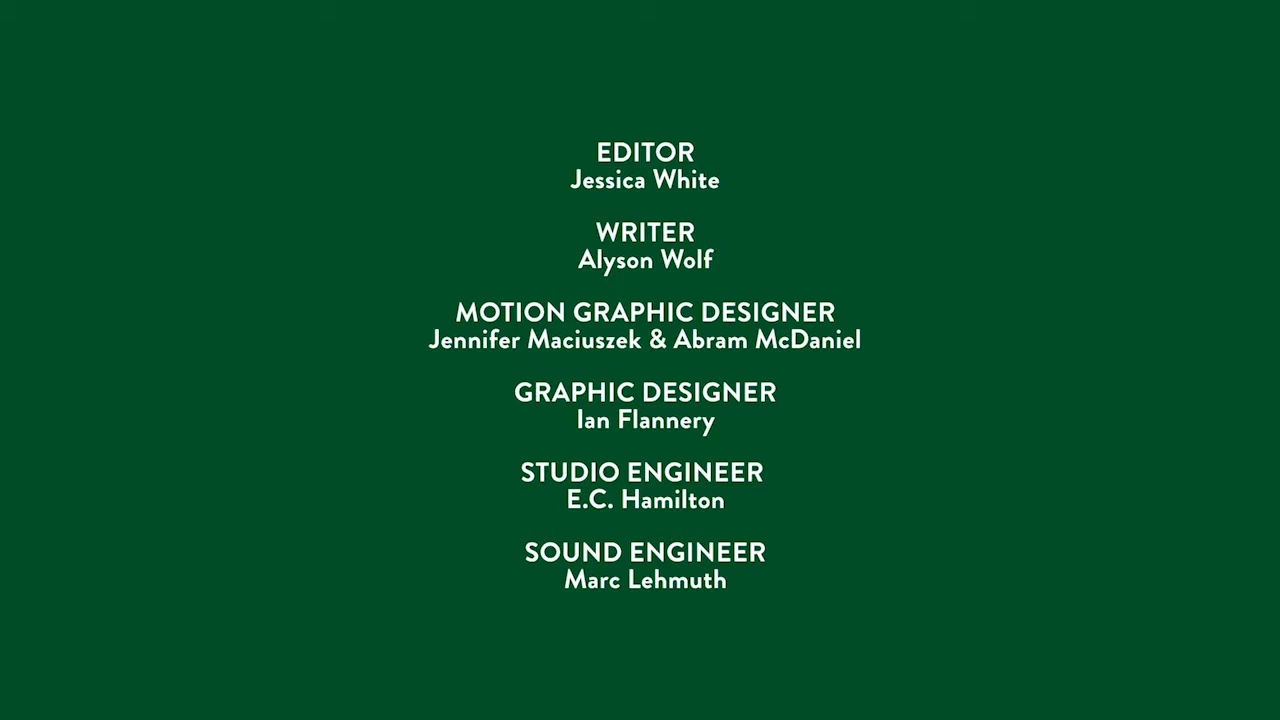 EDITOR
Jessica White
WRITER
Alyson Wolf
MOTION GRAPHIC DESIGNER
Jennifer Maciuszek & Abram McDaniel
GRAPHIC DESIGNER
Ian Flannery
STUDIO ENGINEER
E.C. Hamilton
SOUND ENGINEER
Marc Lehmuth